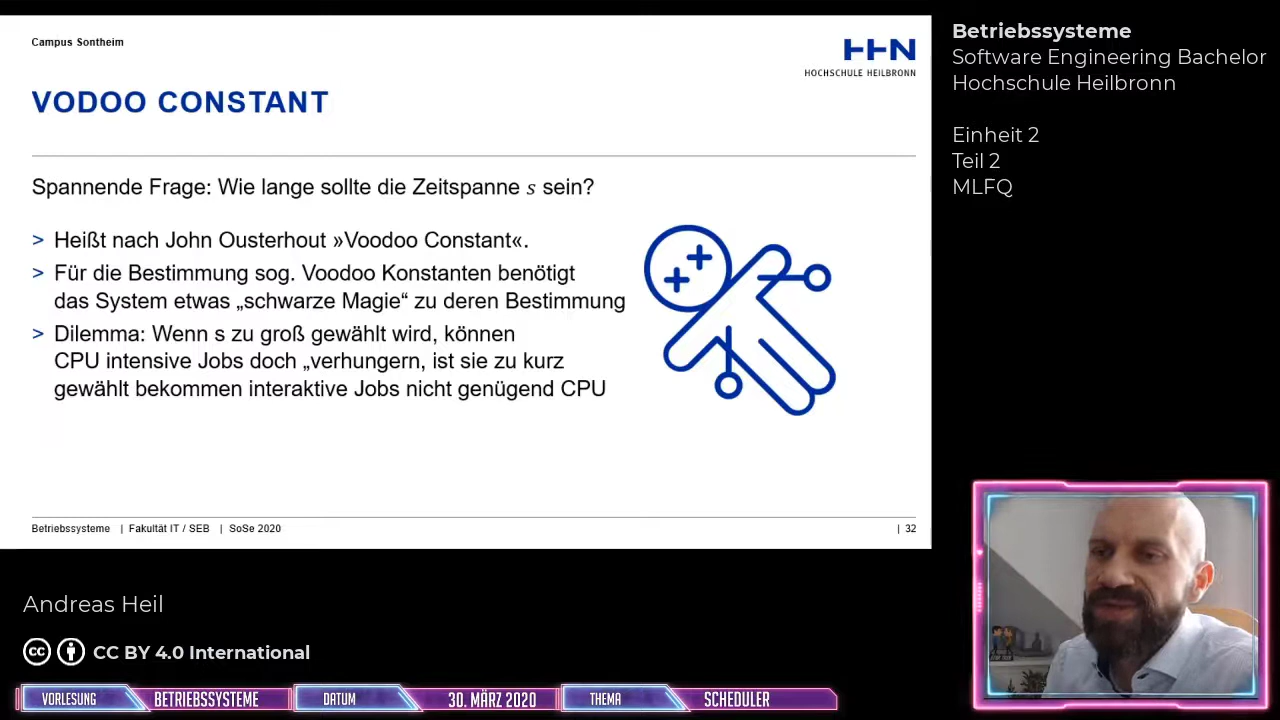 Campus Sontheim
HHN
HOCHSCHULE HEILBRONN
VODOO CONSTANT
Spannende Frage: Wie lange sollte die Zeitspanne s sein?
> Heißt nach John Ousterhout »Voodoo Constant«.
> Für die Bestimmung sog. Voodoo Konstanten benötigt
das System etwas „schwarze Magie“ zu deren Bestimmung
> Dilemma: Wenn s zu groß gewählt wird, können
CPU intensive Jobs doch „verhungern, ist sie zu kurz
gewählt bekommen interaktive Jobs nicht genügend CPU
Betriebssysteme | Fakultät IT / SEB | SoSe 2020
| 32
Betriebssysteme
Software Engineering Bachelor
Hochschule Heilbronn
Einheit 2
Teil 2
MLFQ
Andreas Heil
cc CC BY 4.0 International
VORLESUNG BETRIEBSSYSTEME DATUM 30. MÄRZ 2020 THEMA SCHEDULER